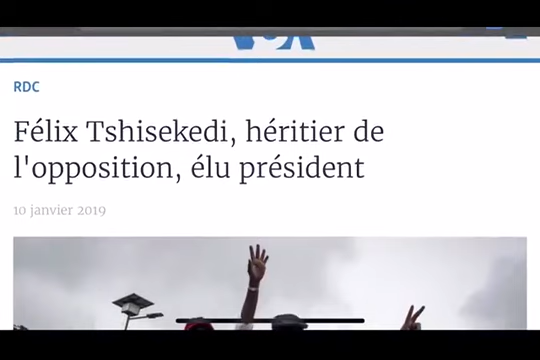 RDC
Félix Tshisekedi, héritier de
l'opposition, élu président
10 janvier 2019